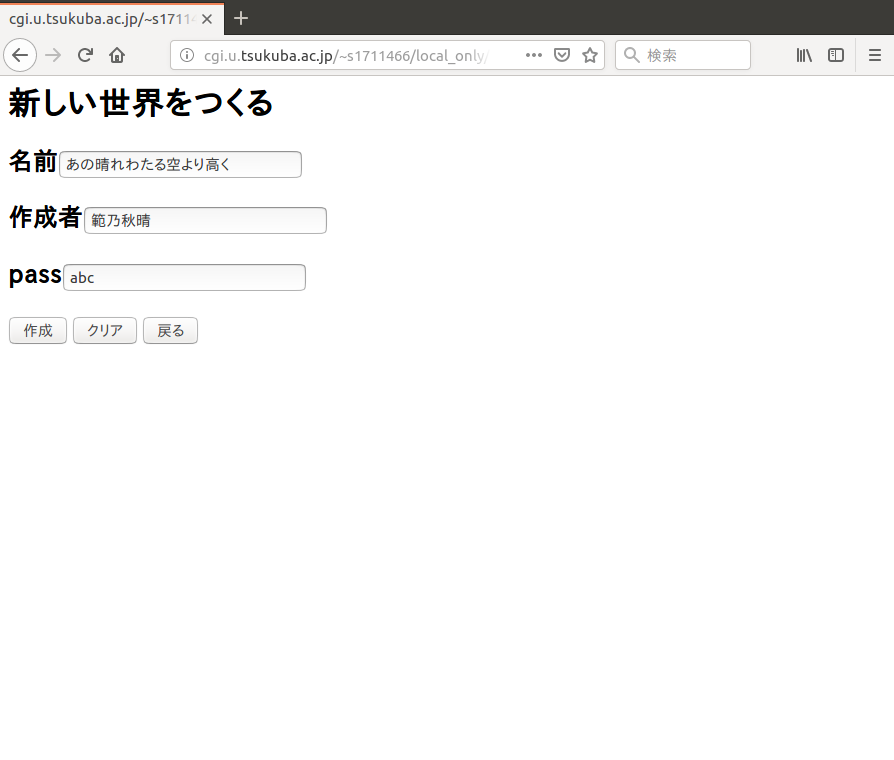 cgi.u.tsukuba.ac.jp/~s1711
cgi.u.tsukuba.ac.jp/~s1711466/local_only/
検索
新しい世界をつくる
名前 あの晴れわたる空より高く
作成者 範乃秋晴
pass abc
作成 クリア 戻る